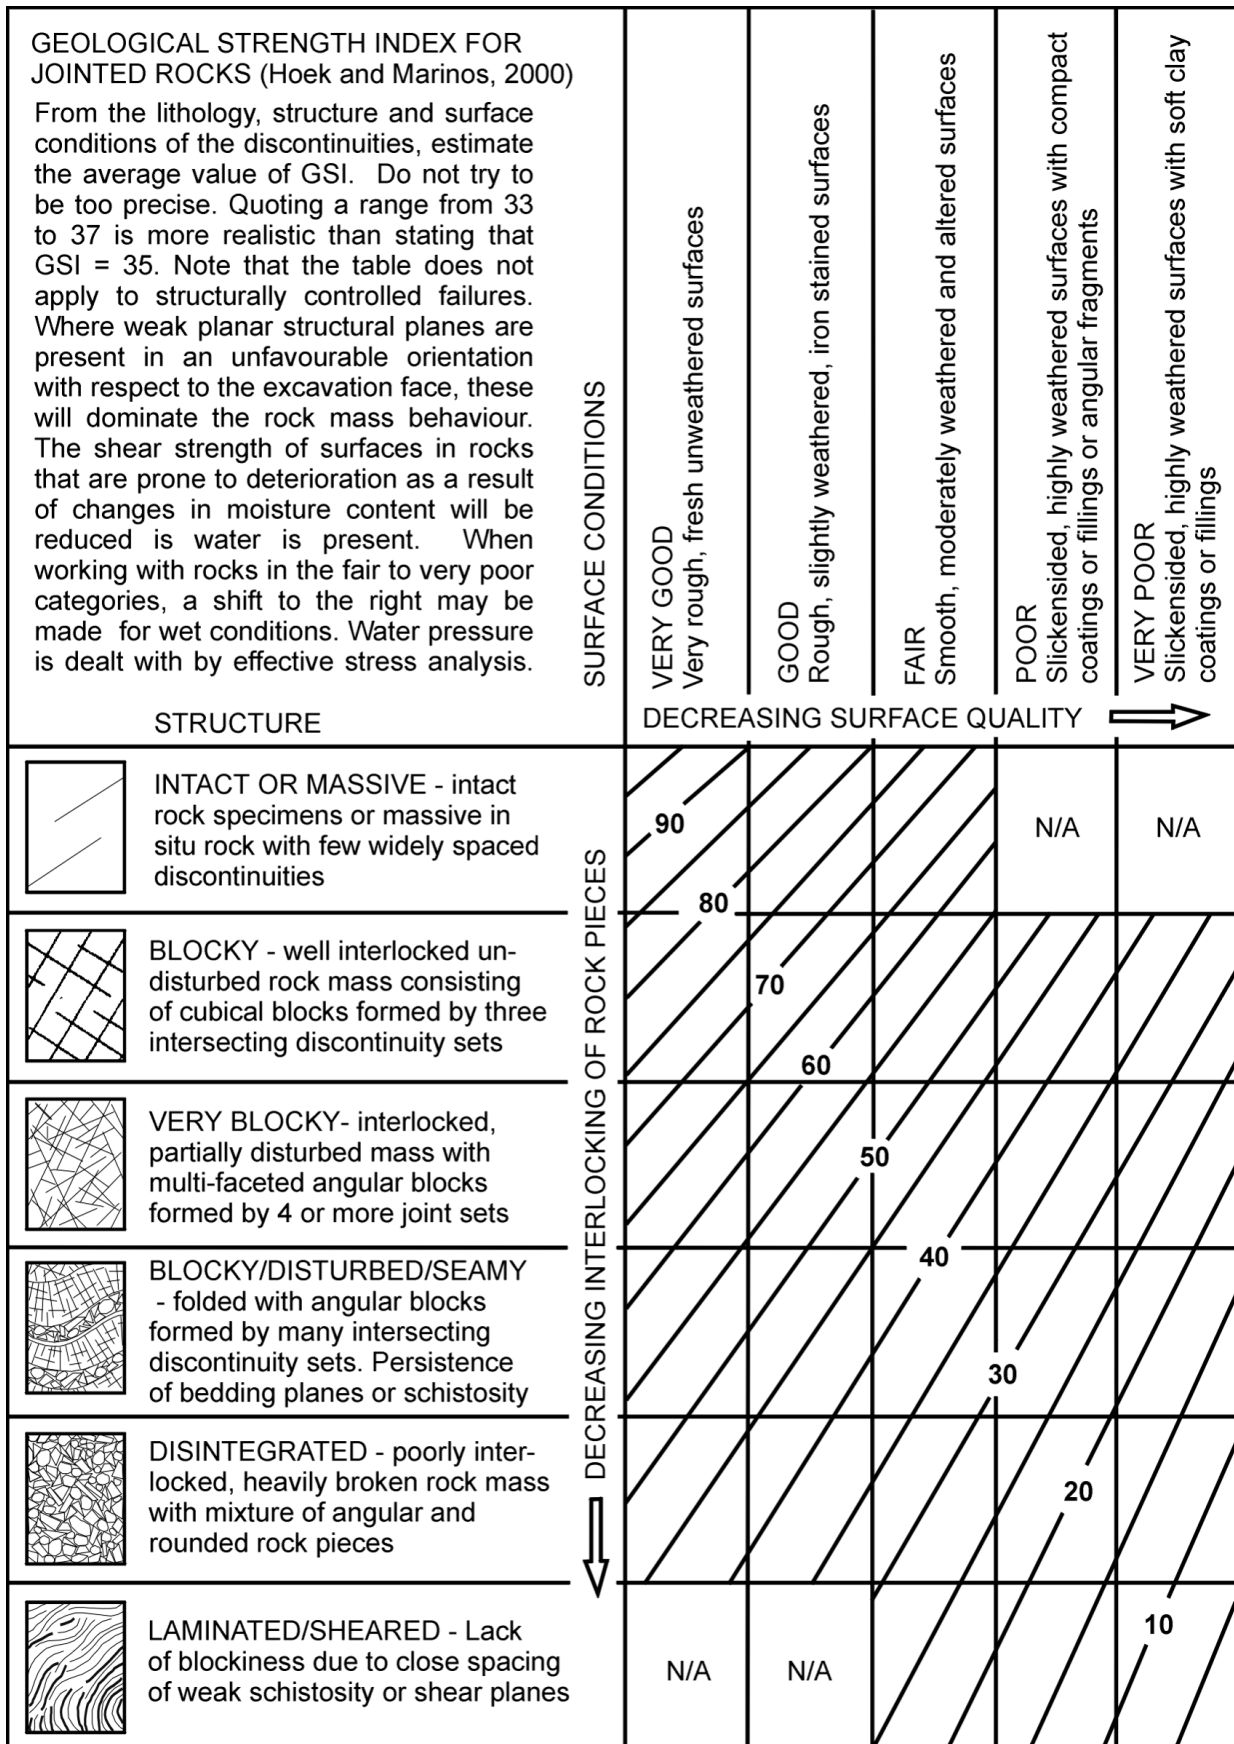 GEOLOGICAL STRENGTH INDEX FOR
JOINTED ROCKS (Hoek and Marinos, 2000)
From the lithology, structure and surface
conditions of the discontinuities, estimate
the average value of GSI. Do not try to
be too precise. Quoting a range from 33
to 37 is more realistic than stating that
GSI = 35. Note that the table does not
apply to structurally controlled failures.
Where weak planar structural planes are
present in an unfavourable orientation
with respect to the excavation face, these
will dominate the rock mass behaviour.
The shear strength of surfaces in rocks
that are prone to deterioration as a result
of changes in moisture content will be
reduced is water is present. When
working with rocks in the fair to very poor
categories, a shift to the right may be
made for wet conditions. Water pressure
is dealt with by effective stress analysis.
STRUCTURE
SURFACE CONDITIONS
VERY GOOD
Very rough, fresh unweathered surfaces
GOOD
Rough, slightly weathered, iron stained surfaces
FAIR
Smooth, moderately weathered and altered surfaces
POOR
Slickensided, highly weathered surfaces with compact
coatings or fillings or angular fragments
VERY POOR
Slickensided, highly weathered surfaces with soft clay
coatings or fillings
DECREASING SURFACE QUALITY
DECREASING INTERLOCKING OF ROCK PIECES
INTACT OR MASSIVE - intact
rock specimens or massive in
situ rock with few widely spaced
discontinuities
90
N/A
N/A
80
BLOCKY - well interlocked un-
disturbed rock mass consisting
of cubical blocks formed by three
intersecting discontinuity sets
70
60
VERY BLOCKY- interlocked,
partially disturbed mass with
multi-faceted angular blocks
formed by 4 or more joint sets
50
40
BLOCKY/DISTURBED/SEAMY
- folded with angular blocks
formed by many intersecting
discontinuity sets. Persistence
of bedding planes or schistosity
30
DISINTEGRATED - poorly inter-
locked, heavily broken rock mass
with mixture of angular and
rounded rock pieces
20
LAMINATED/SHEARED - Lack
of blockiness due to close spacing
of weak schistosity or shear planes
N/A
N/A
10